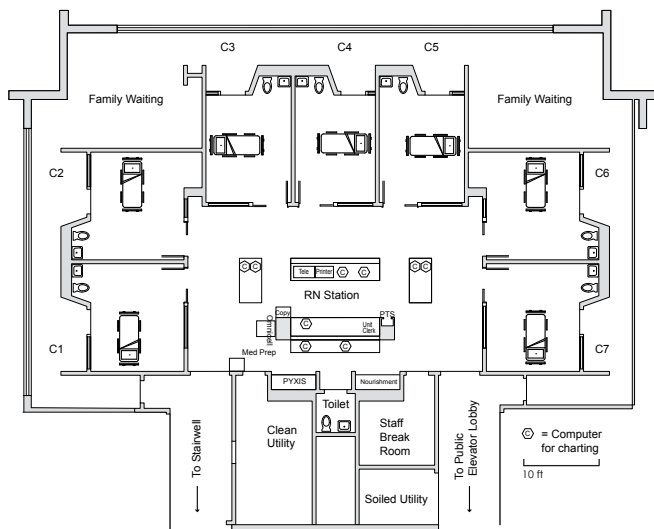 C3
C4
C5
Family Waiting
Family Waiting
C2
C6
C C
Tele
Printer
C
C
C C
RN Station
Copy
PTS
Omnicell
C
Unit
Clerk
C
C
C1
C7
Med Prep
PYXIS
Nourishment
Toilet
Clean
Utility
Staff
Break
Room
Soiled Utility
To Stairwell
To Public
Elevator Lobby
C = Computer
for charting
10 ft